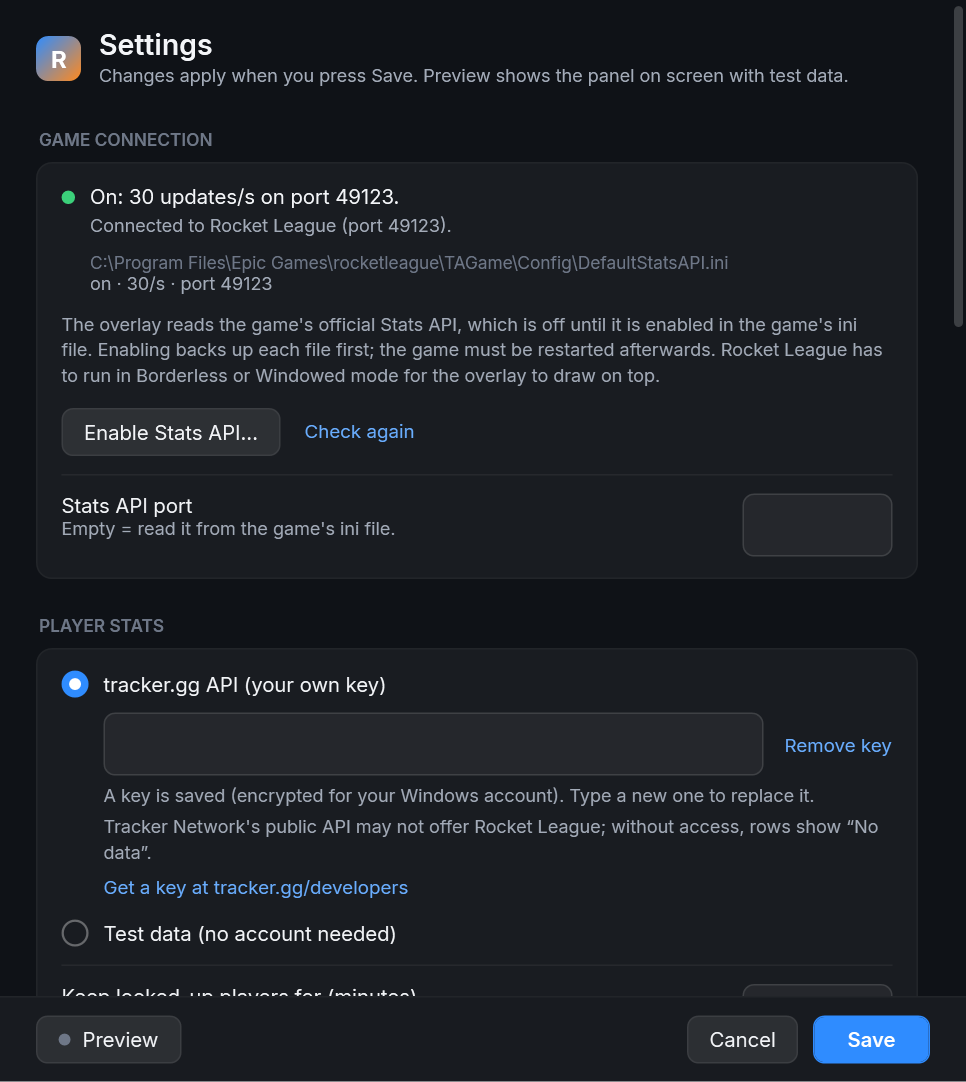 R
Settings
Changes apply when you press Save. Preview shows the panel on screen with test data.
GAME CONNECTION
On: 30 updates/s on port 49123.
Connected to Rocket League (port 49123).
C:\Program Files\Epic Games\rocketleague\TAGame\Config\DefaultStatsAPI.ini
on · 30/s · port 49123
The overlay reads the game's official Stats API, which is off until it is enabled in the game's ini
file. Enabling backs up each file first; the game must be restarted afterwards. Rocket League has
to run in Borderless or Windowed mode for the overlay to draw on top.
Enable Stats API...
Check again
Stats API port
Empty = read it from the game's ini file.
PLAYER STATS
tracker.gg API (your own key)
Remove key
A key is saved (encrypted for your Windows account). Type a new one to replace it.
Tracker Network's public API may not offer Rocket League; without access, rows show “No
data”.
Get a key at tracker.gg/developers
Test data (no account needed)
Keep looked-up players for (minutes)
Preview
Cancel
Save